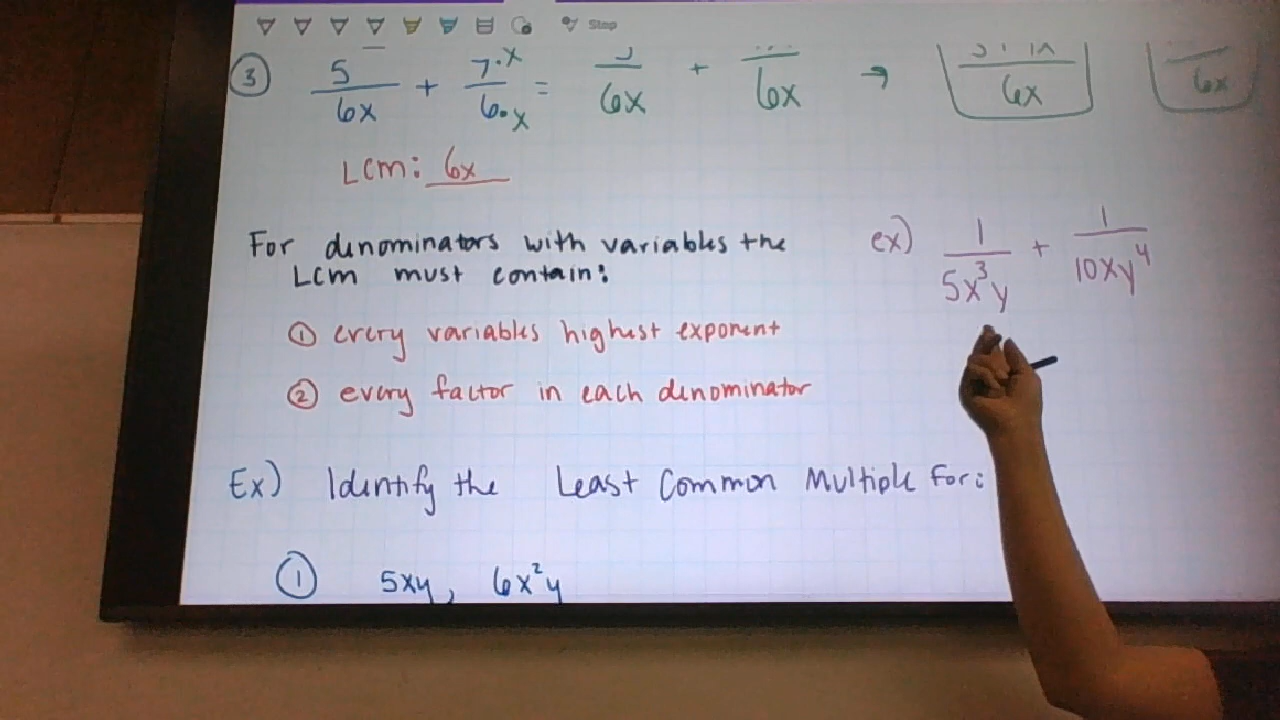 Stop
③ 5/6x + 7·x/6·x = 5/6x + /6x → /6x /6x
LCM: 6x
For denominators with variables the
LCM must contain:
① every variables highest exponent
② every factor in each denominator
ex) 1/5x³y + 1/10xy⁴
Ex) Identify the Least Common Multiple For:
① 5xy, 6x²y